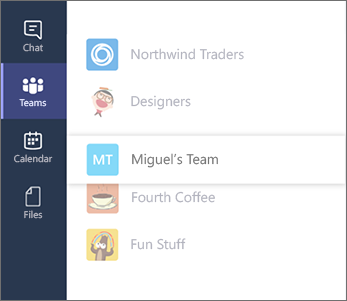 Chat
Teams
Calendar
Files
Northwind Traders
Designers
MT Miguel's Team
Fourth Coffee
Fun Stuff